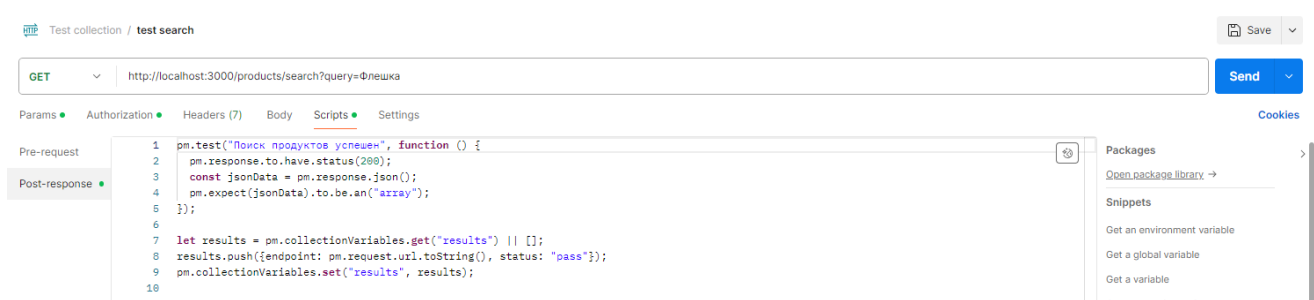 HTTP Test collection / test search
Save
GET http://localhost:3000/products/search?query=Флешка
Send
Params Authorization Headers (7) Body Scripts Settings
Cookies
Pre-request
Post-response
1 pm.test("Поиск продуктов успешен", function () {
2 pm.response.to.have.status(200);
3 const jsonData = pm.response.json();
4 pm.expect(jsonData).to.be.an("array");
5 });
6
7 let results = pm.collectionVariables.get("results") || [];
8 results.push({endpoint: pm.request.url.toString(), status: "pass"});
9 pm.collectionVariables.set("results", results);
10
Packages
Open package library →
Snippets
Get an environment variable
Get a global variable
Get a variable